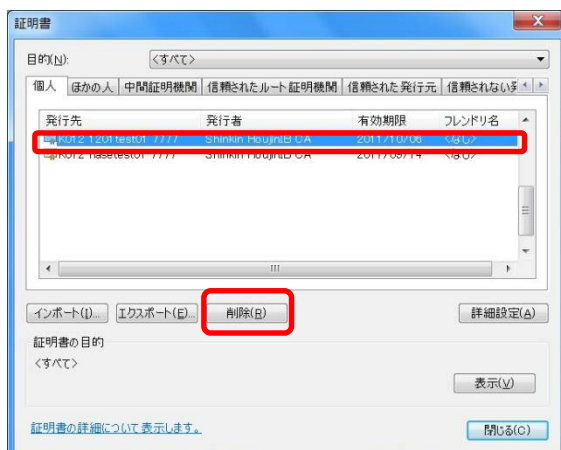 証明書
目的(N): <すべて>
個人 ほかの人 中間証明機関 信頼されたルート証明機関 信頼された発行元 信頼されない
発行先 発行者 有効期限 フレンドリ名
K012 1201test01 7777 Shinkin HoujinIB CA 2011/10/06 <なし>
K012 hasetest01 7777 Shinkin HoujinIB CA 2011/09/14 <なし>
インポート(I)... エクスポート(E)... 削除(R) 詳細設定(A)
証明書の目的
<すべて>
表示(V)
証明書の詳細について表示します。
閉じる(C)